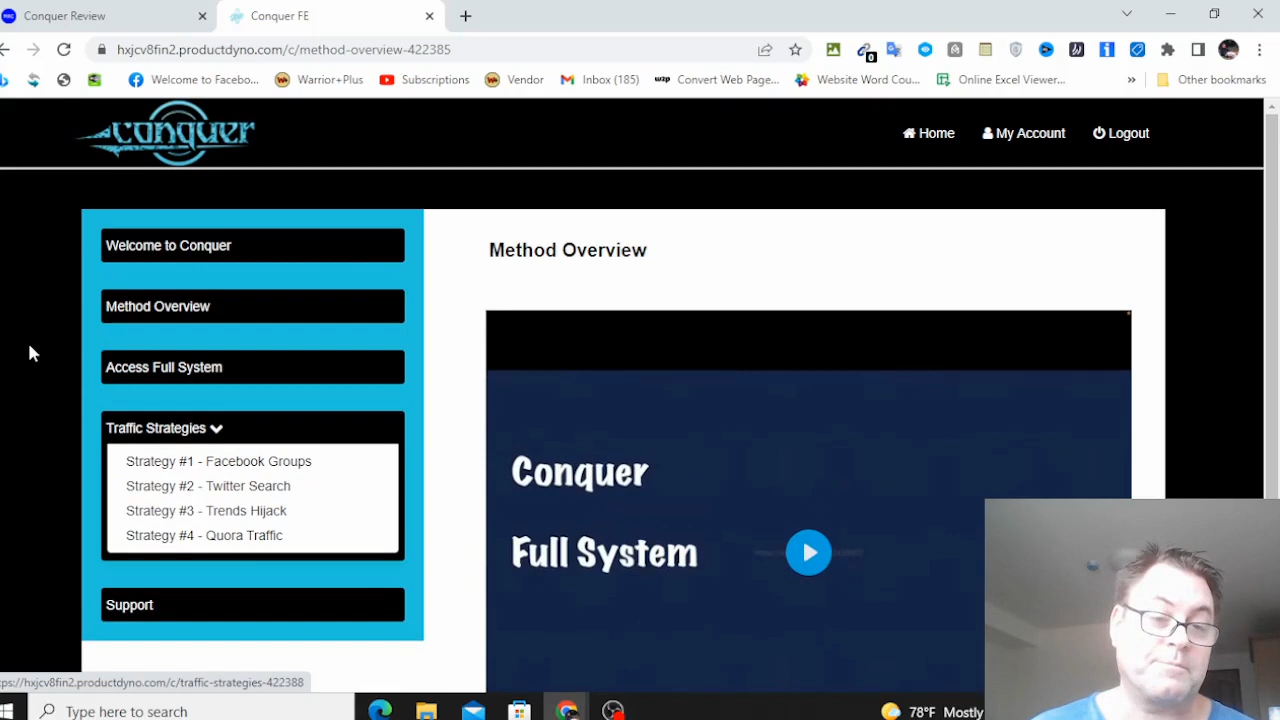 Conquer Review
Conquer FE
hxjcv8fin2.productdyno.com/c/method-overview-422385
0
Welcome to Facebo...
Warrior+Plus
Subscriptions
Vendor
Inbox (185)
Convert Web Page...
Website Word Cou...
Online Excel Viewer...
Other bookmarks
conquer
Home
My Account
Logout
Welcome to Conquer
Method Overview
Access Full System
Traffic Strategies
Strategy #1 - Facebook Groups
Strategy #2 - Twitter Search
Strategy #3 - Trends Hijack
Strategy #4 - Quora Traffic
Support
Method Overview
Conquer
Full System
ps://hxjcv8fin2.productdyno.com/c/traffic-strategies-422388
Type here to search
78°F Mostly